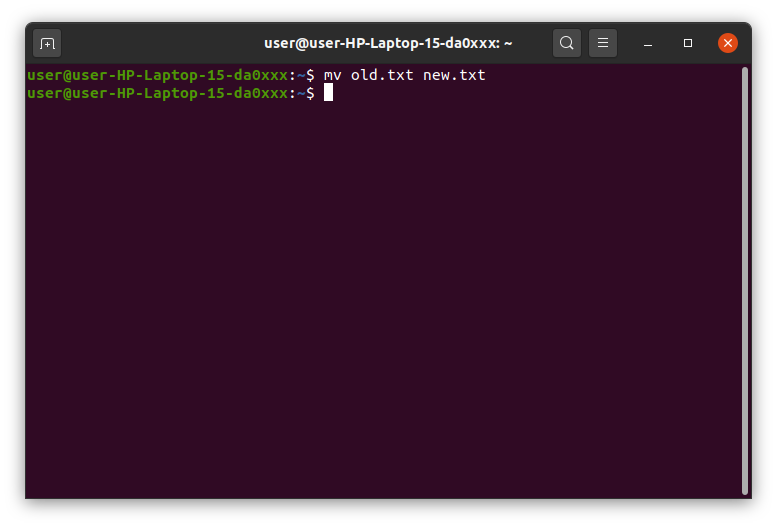 user@user-HP-Laptop-15-da0xxx: ~
user@user-HP-Laptop-15-da0xxx:~$ mv old.txt new.txt
user@user-HP-Laptop-15-da0xxx:~$